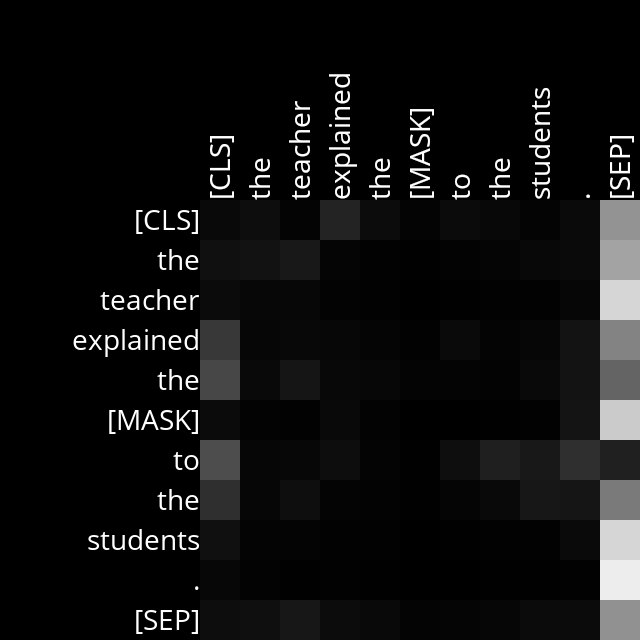 [CLS] the teacher explained the [MASK] to the students . [SEP]
[CLS]
the
teacher
explained
the
[MASK]
to
the
students
.
[SEP]